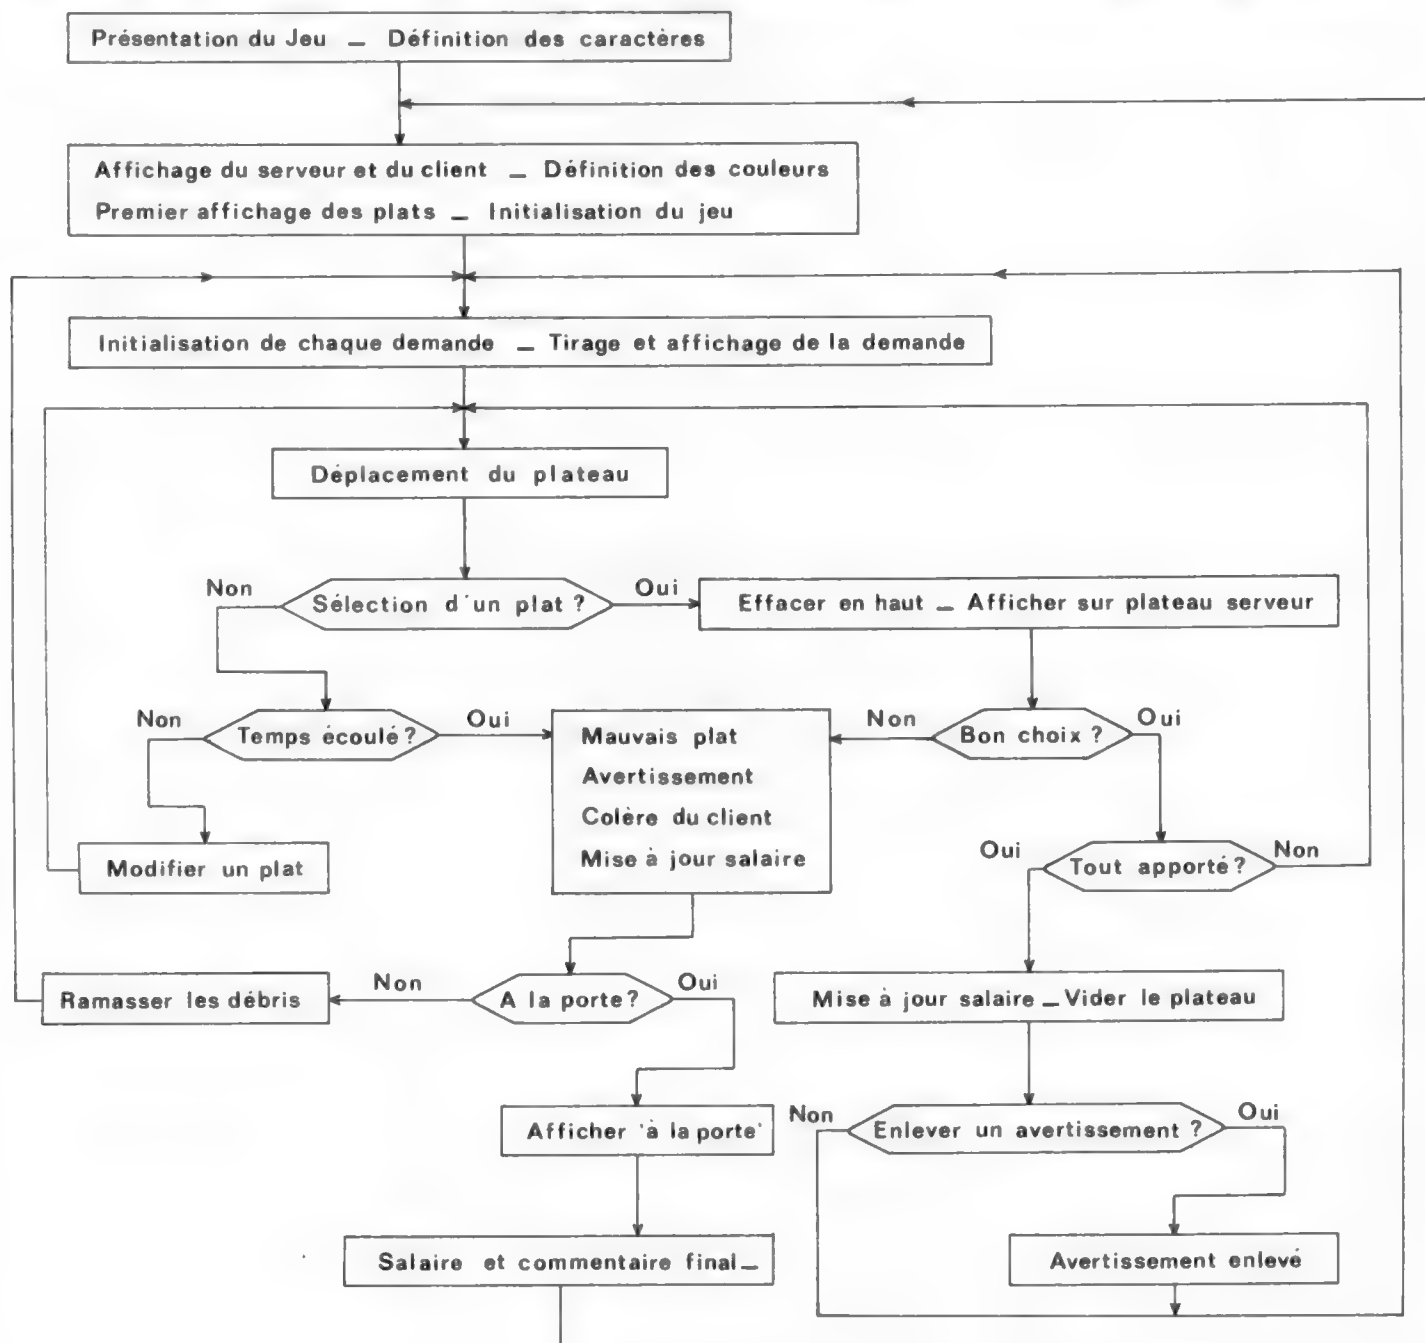 Présentation du Jeu _ Définition des caractères
Affichage du serveur et du client _ Définition des couleurs
Premier affichage des plats _ Initialisation du jeu
Initialisation de chaque demande _ Tirage et affichage de la demande
Déplacement du plateau
Non
Sélection d'un plat ?
Oui
Effacer en haut _ Afficher sur plateau serveur
Non
Temps écoulé ?
Oui
Mauvais plat
Avertissement
Colère du client
Mise à jour salaire
Non
Bon choix ?
Oui
Modifier un plat
Oui
Tout apporté ?
Non
Ramasser les débris
Non
A la porte ?
Oui
Mise à jour salaire _ Vider le plateau
Afficher 'à la porte'
Non
Enlever un avertissement ?
Oui
Salaire et commentaire final _
Avertissement enlevé